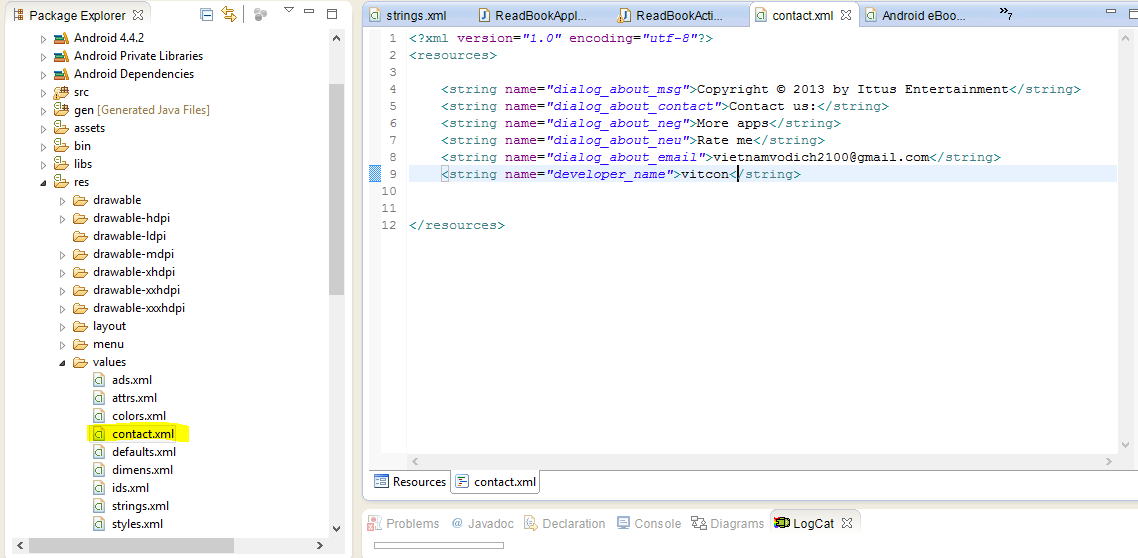 Package Explorer
Android 4.4.2
Android Private Libraries
Android Dependencies
src
gen [Generated Java Files]
assets
bin
libs
res
drawable
drawable-hdpi
drawable-ldpi
drawable-mdpi
drawable-xhdpi
drawable-xxhdpi
drawable-xxxhdpi
layout
menu
values
ads.xml
attrs.xml
colors.xml
contact.xml
defaults.xml
dimens.xml
ids.xml
strings.xml
styles.xml
strings.xml ReadBookAppl... ReadBookActi... contact.xml Android eBoo... »7
1 <?xml version="1.0" encoding="utf-8"?>
2 <resources>
3
4 <string name="dialog_about_msg">Copyright © 2013 by Ittus Entertainment</string>
5 <string name="dialog_about_contact">Contact us:</string>
6 <string name="dialog_about_neg">More apps</string>
7 <string name="dialog_about_neu">Rate me</string>
8 <string name="dialog_about_email">vietnamvodich2100@gmail.com</string>
9 <string name="developer_name">vitcon</string>
10
11
12 </resources>
Resources contact.xml
Problems @ Javadoc Declaration Console Diagrams LogCat